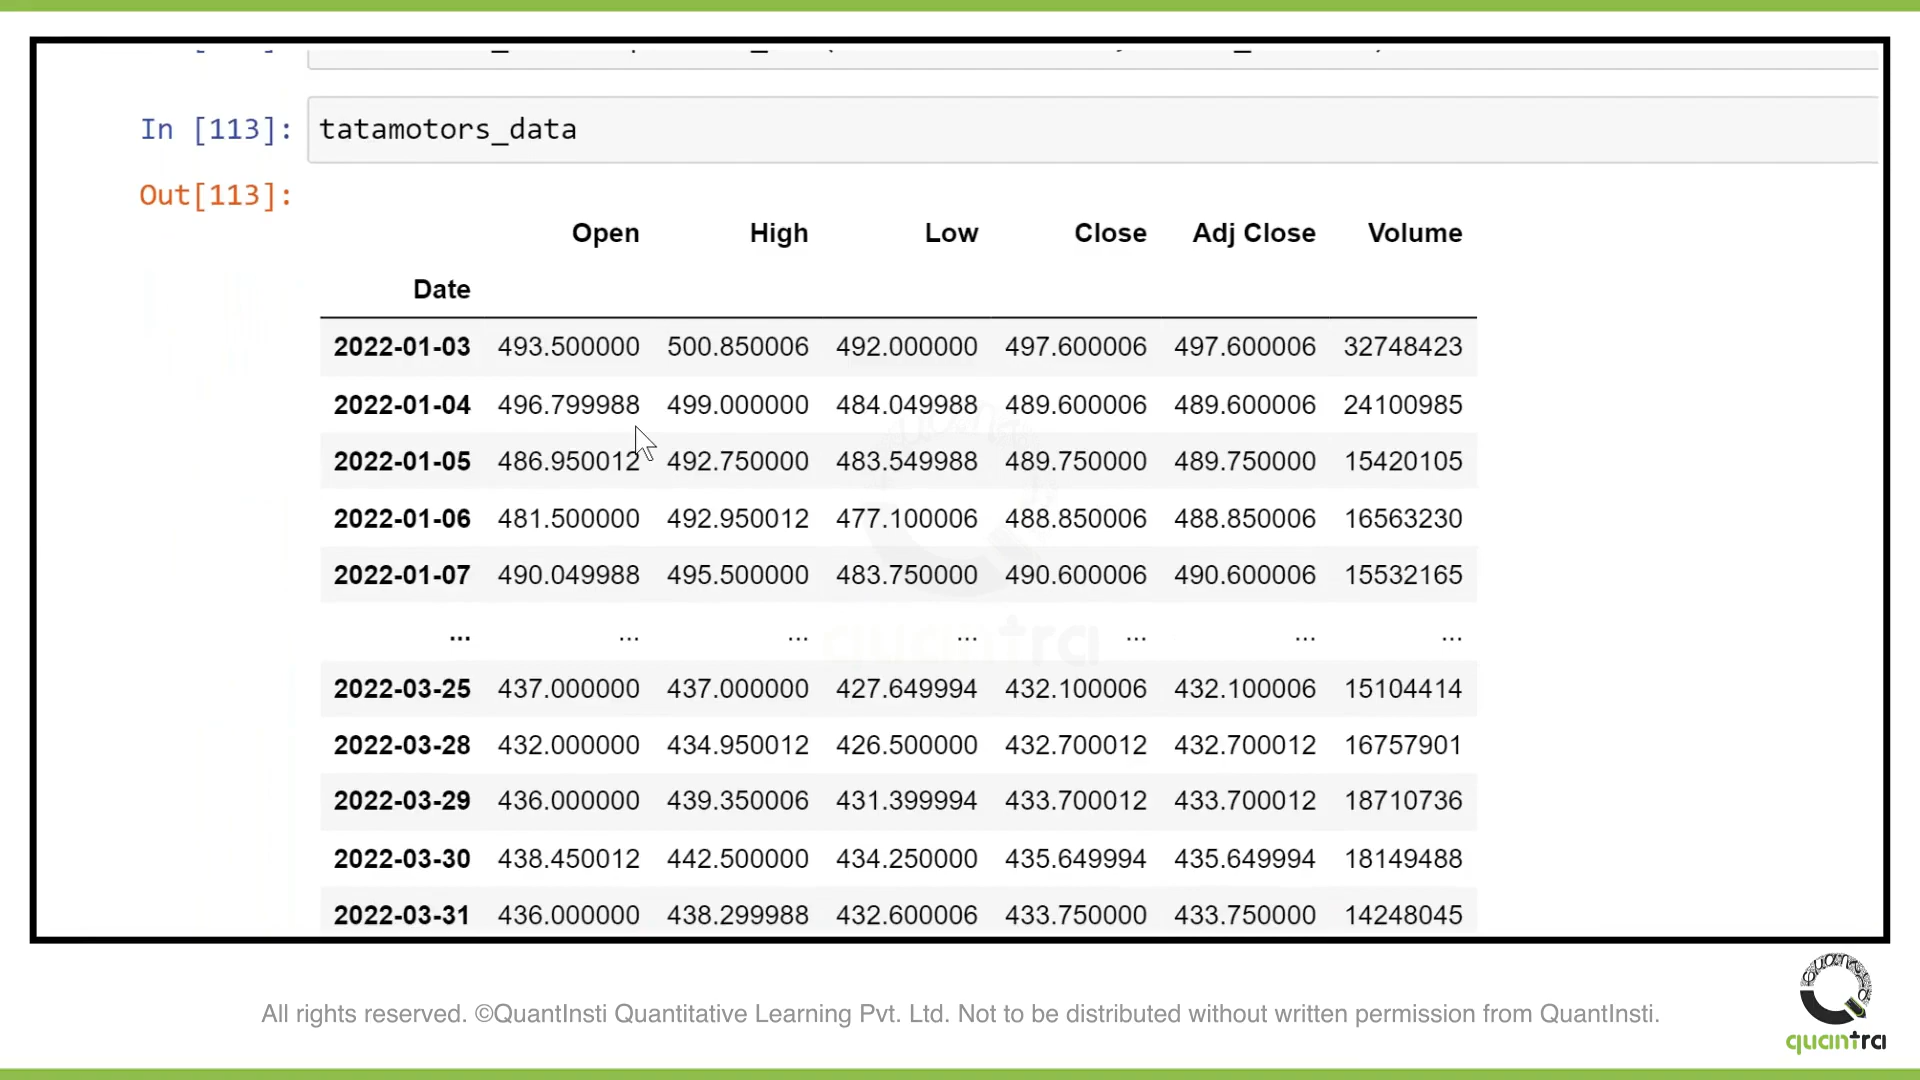 In [113]: tatamotors_data
Out[113]:
Open High Low Close Adj Close Volume
Date
2022-01-03 493.500000 500.850006 492.000000 497.600006 497.600006 32748423
2022-01-04 496.799988 499.000000 484.049988 489.600006 489.600006 24100985
2022-01-05 486.950012 492.750000 483.549988 489.750000 489.750000 15420105
2022-01-06 481.500000 492.950012 477.100006 488.850006 488.850006 16563230
2022-01-07 490.049988 495.500000 483.750000 490.600006 490.600006 15532165
... ... ... ... ... ... ...
2022-03-25 437.000000 437.000000 427.649994 432.100006 432.100006 15104414
2022-03-28 432.000000 434.950012 426.500000 432.700012 432.700012 16757901
2022-03-29 436.000000 439.350006 431.399994 433.700012 433.700012 18710736
2022-03-30 438.450012 442.500000 434.250000 435.649994 435.649994 18149488
2022-03-31 436.000000 438.299988 432.600006 433.750000 433.750000 14248045
All rights reserved. ©QuantInsti Quantitative Learning Pvt. Ltd. Not to be distributed without written permission from QuantInsti.
quantra